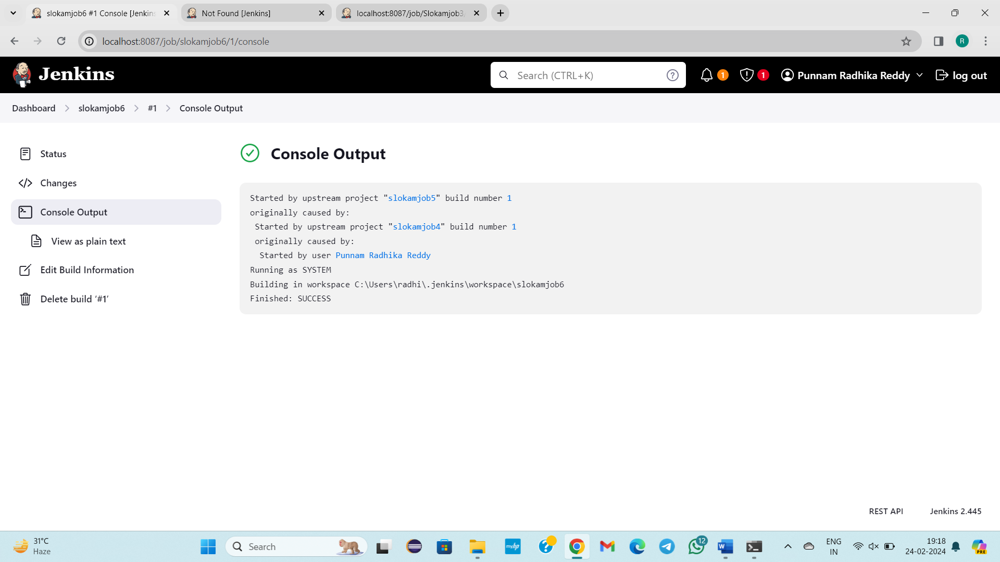 slokamjob6 #1 Console [Jenkins
Not Found [Jenkins]
localhost:8087/job/Slokamjob3/
localhost:8087/job/slokamjob6/1/console
R
Jenkins
Search (CTRL+K)
?
1
1
Punnam Radhika Reddy
log out
Dashboard
slokamjob6
#1
Console Output
Status
Changes
Console Output
View as plain text
Edit Build Information
Delete build ‘#1’
Console Output
Started by upstream project "slokamjob5" build number 1
originally caused by:
Started by upstream project "slokamjob4" build number 1
originally caused by:
Started by user Punnam Radhika Reddy
Running as SYSTEM
Building in workspace C:\Users\radhi\.jenkins\workspace\slokamjob6
Finished: SUCCESS
REST API
Jenkins 2.445
31°C
Haze
Search
myhp
?
12
W
ENG
IN
19:18
24-02-2024
PRE